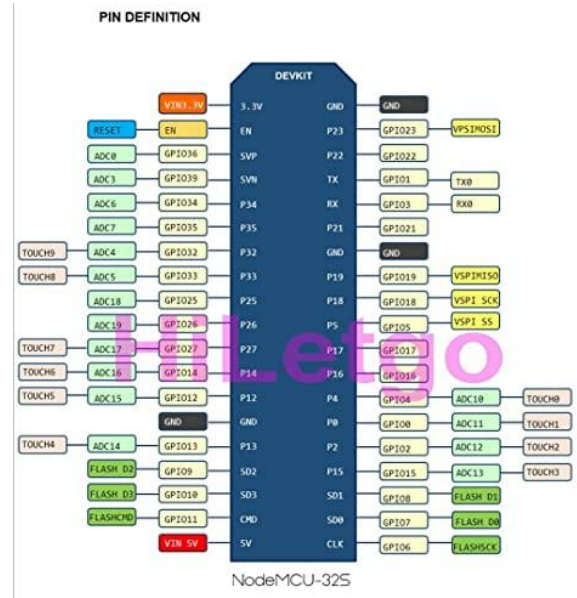 PIN DEFINITION
DEVKIT
VIN3.3V 3.3V GND GND
RESET EN EN P23 GPIO23 VPSIMOSI
ADC0 GPIO36 SVP P22 GPIO22
ADC3 GPIO39 SVN TX GPIO1 TX0
ADC6 GPIO34 P34 RX GPIO3 RX0
ADC7 GPIO35 P35 P21 GPIO21
TOUCH9 ADC4 GPIO32 P32 GND GND
TOUCH8 ADC5 GPIO33 P33 P19 GPIO19 VSPIMISO
ADC18 GPIO25 P25 P18 GPIO18 VSPI SCK
ADC19 GPIO26 P26 P5 GPIO5 VSPI SS
TOUCH7 ADC17 GPIO27 P27 P17 GPIO17
HiLetgo
TOUCH6 ADC16 GPIO14 P14 P16 GPIO16
TOUCH5 ADC15 GPIO12 P12 P4 GPIO4 ADC10 TOUCH0
GND GND P0 GPIO0 ADC11 TOUCH1
TOUCH4 ADC14 GPIO13 P13 P2 GPIO2 ADC12 TOUCH2
FLASH D2 GPIO9 SD2 P15 GPIO15 ADC13 TOUCH3
FLASH D3 GPIO10 SD3 SD1 GPIO8 FLASH D1
FLASHCMD GPIO11 CMD SD0 GPIO7 FLASH D0
VIN 5V 5V CLK GPIO6 FLASHSCK
NodeMCU-32S